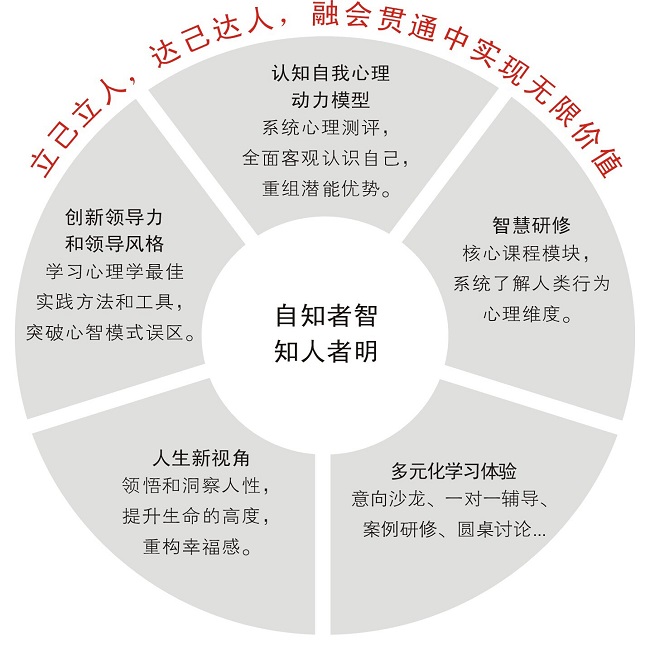 立己立人，达己达人，融会贯通中实现无限价值
认知自我心理
动力模型
系统心理测评，
全面客观认识自己，
重组潜能优势。
智慧研修
核心课程模块，
系统了解人类行为
心理维度。
多元化学习体验
意向沙龙、一对一辅导、
案例研修、圆桌讨论...
人生新视角
领悟和洞察人性，
提升生命的高度，
重构幸福感。
创新领导力
和领导风格
学习心理学最佳
实践方法和工具，
突破心智模式误区。
自知者智
知人者明